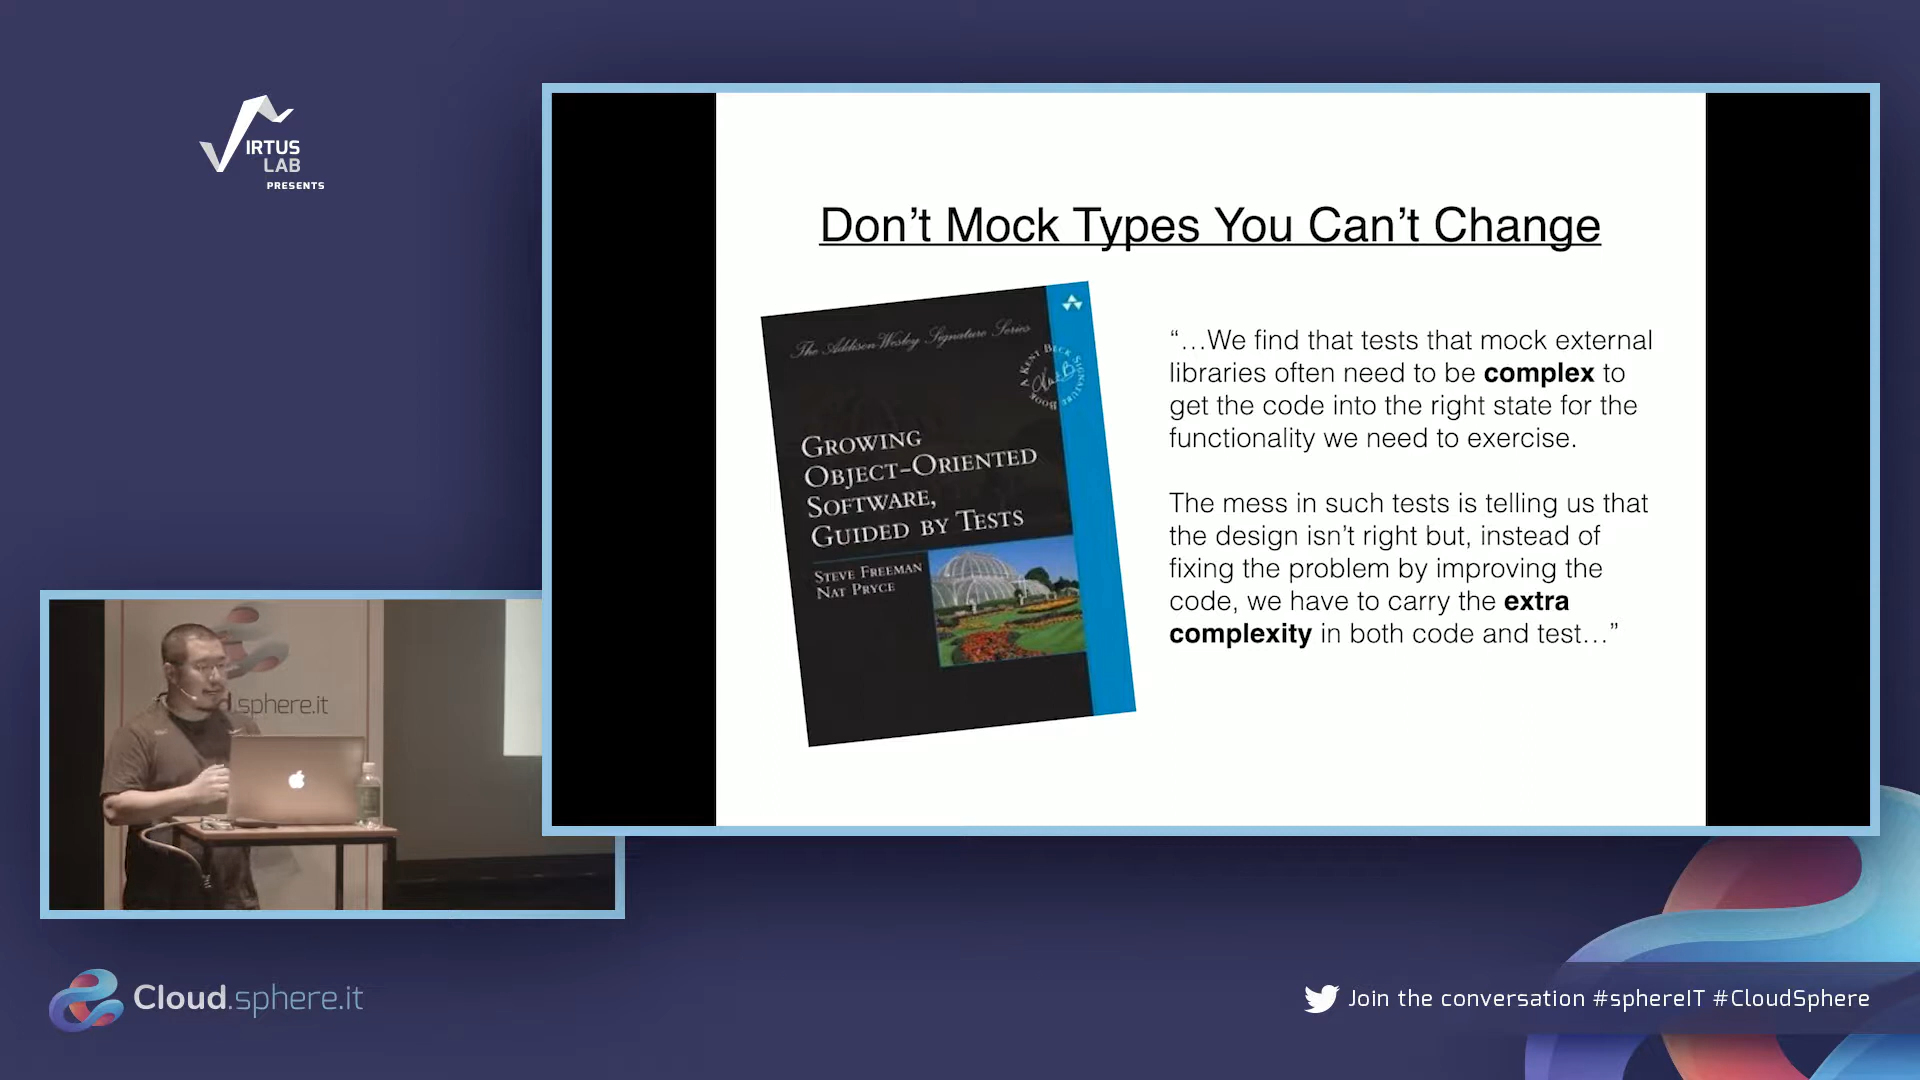 VIRTUS
LAB
PRESENTS
Don’t Mock Types You Can’t Change
The Addison Wesley Signature Series
A KENT BECK SIGNATURE BOOK
GROWING
OBJECT-ORIENTED
SOFTWARE,
GUIDED BY TESTS
STEVE FREEMAN
NAT PRYCE
“…We find that tests that mock external
libraries often need to be complex to
get the code into the right state for the
functionality we need to exercise.
The mess in such tests is telling us that
the design isn’t right but, instead of
fixing the problem by improving the
code, we have to carry the extra
complexity in both code and test…”
d.sphere.it
Cloud.sphere.it
Join the conversation #sphereIT #CloudSphere